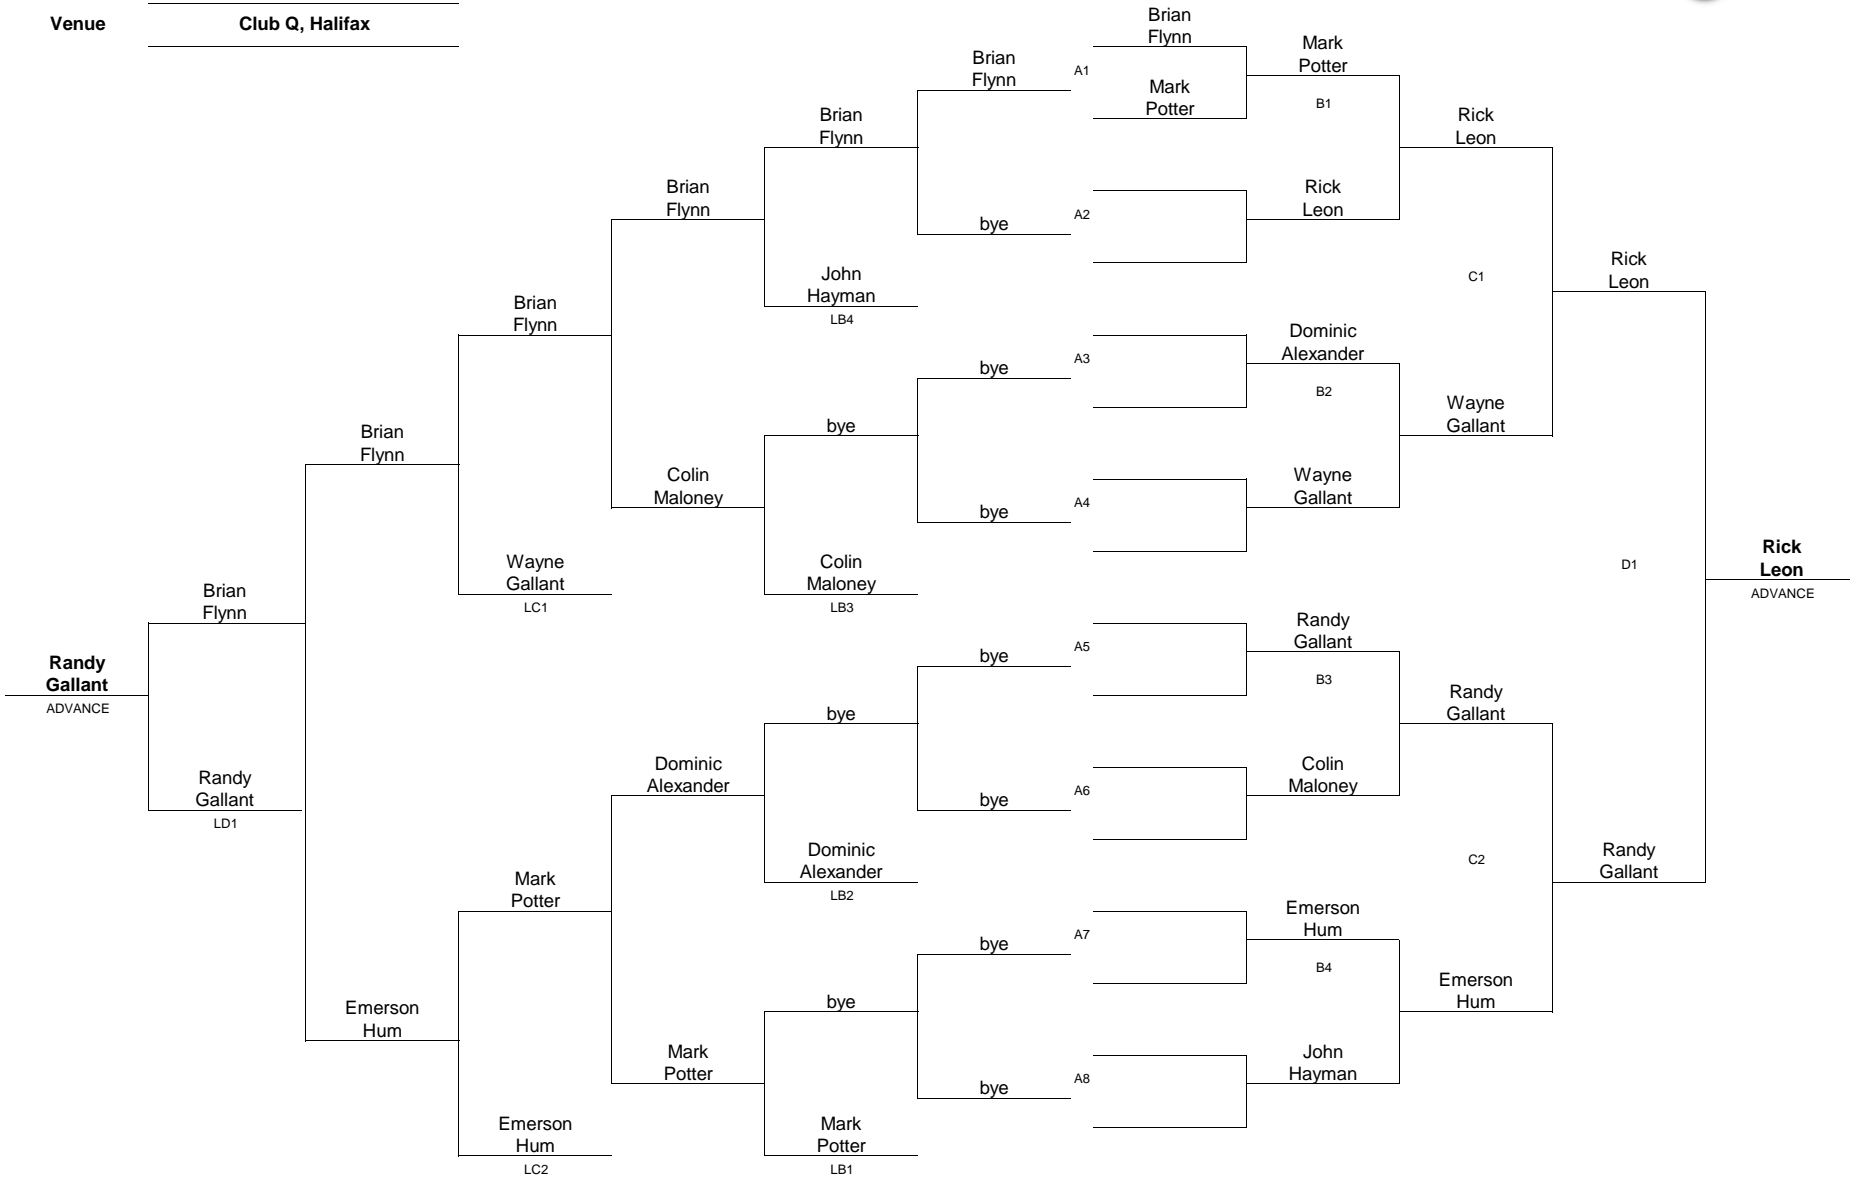 Venue
Club Q, Halifax
Brian
Flynn
Mark
Potter
Brian
Flynn
A1
Mark
Potter
B1
Brian
Flynn
Rick
Leon
Brian
Flynn
Rick
Leon
A2
bye
Rick
Leon
John
Hayman
LB4
C1
Brian
Flynn
Dominic
Alexander
A3
bye
B2
Wayne
Gallant
bye
Brian
Flynn
Colin
Maloney
Wayne
Gallant
A4
bye
Rick
Leon
ADVANCE
Wayne
Gallant
LC1
Colin
Maloney
LB3
D1
Brian
Flynn
Randy
Gallant
A5
bye
B3
Randy
Gallant
ADVANCE
Randy
Gallant
bye
Dominic
Alexander
Colin
Maloney
Randy
Gallant
LD1
A6
bye
Dominic
Alexander
LB2
C2
Randy
Gallant
Mark
Potter
Emerson
Hum
A7
bye
B4
Emerson
Hum
bye
Emerson
Hum
Mark
Potter
John
Hayman
A8
bye
Emerson
Hum
LC2
Mark
Potter
LB1